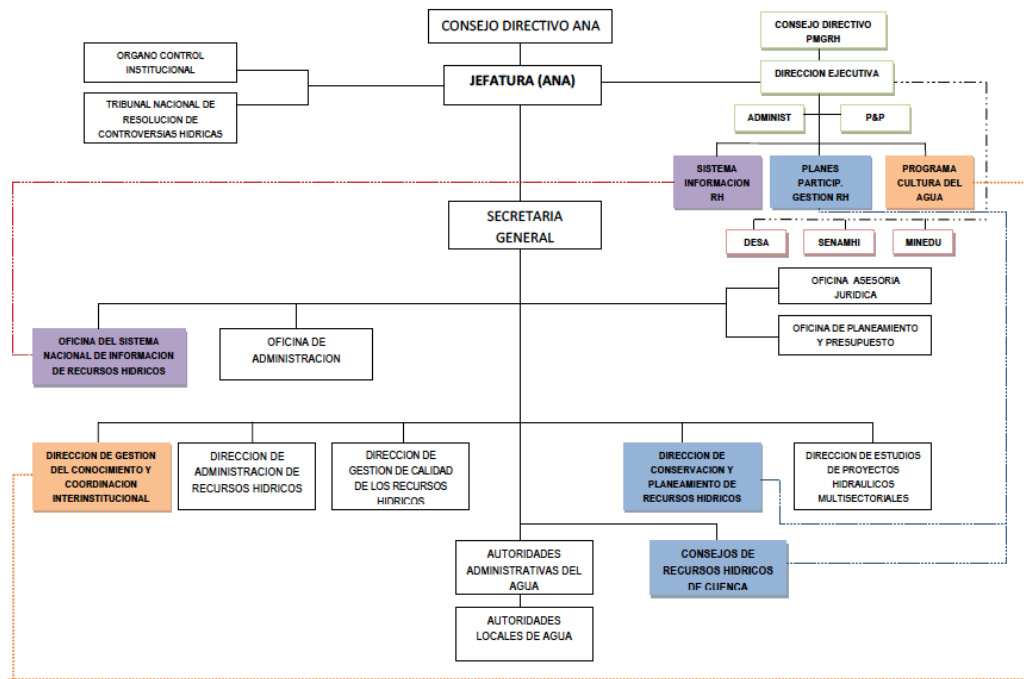 CONSEJO DIRECTIVO ANA
CONSEJO DIRECTIVO
PMGRH
ORGANO CONTROL
INSTITUCIONAL
JEFATURA (ANA)
DIRECCION EJECUTIVA
TRIBUNAL NACIONAL DE
RESOLUCION DE
CONTROVERSIAS HIDRICAS
ADMINIST
P&P
SISTEMA
INFORMACION
RH
PLANES
PARTICIP.
GESTION RH
PROGRAMA
CULTURA DEL
AGUA
SECRETARIA
GENERAL
DESA
SENAMHI
MINEDU
OFICINA ASESORIA
JURIDICA
OFICINA DE PLANEAMIENTO
Y PRESUPUESTO
OFICINA DEL SISTEMA
NACIONAL DE INFORMACION
DE RECURSOS HIDRICOS
OFICINA DE
ADMINISTRACION
DIRECCION DE GESTION
DEL CONOCIMIENTO Y
COORDINACION
INTERINSTITUCIONAL
DIRECCION DE
ADMINISTRACION DE
RECURSOS HIDRICOS
DIRECCION DE
GESTION DE CALIDAD
DE LOS RECURSOS
HIDRICOS
DIRECCION DE
CONSERVACION Y
PLANEAMIENTO DE
RECURSOS HIDRICOS
DIRECCION DE ESTUDIOS
DE PROYECTOS
HIDRAULICOS
MULTISECTORIALES
AUTORIDADES
ADMINISTRATIVAS DEL
AGUA
CONSEJOS DE
RECURSOS HIDRICOS
DE CUENCA
AUTORIDADES
LOCALES DE AGUA